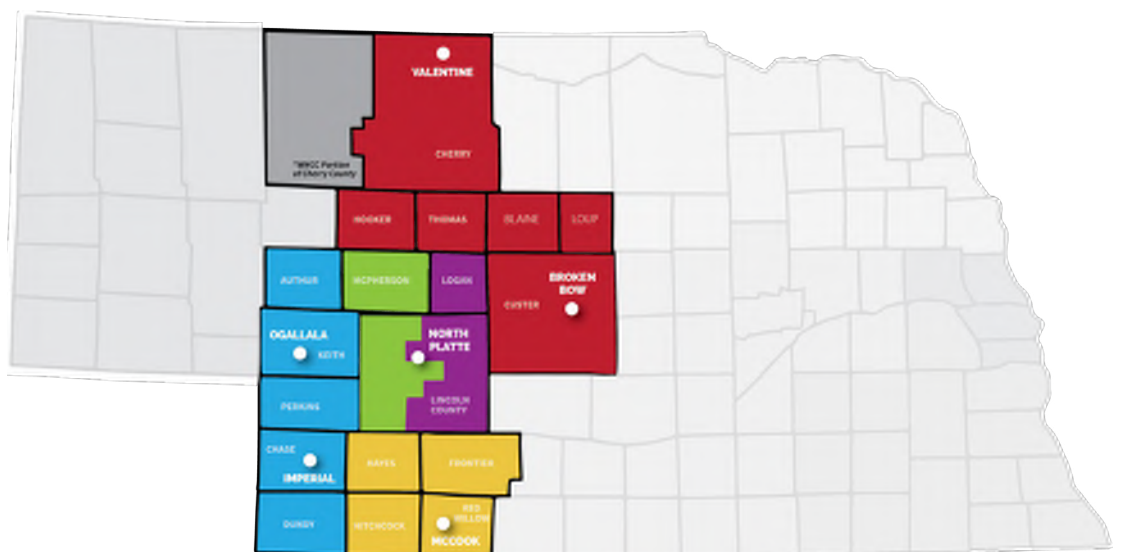 VALENTINE
CHERRY
*WNCC Portion
of Cherry County
HOOKER
THOMAS
BLAINE
LOUP
ARTHUR
MCPHERSON
LOGAN
BROKEN
BOW
CUSTER
OGALLALA
KEITH
NORTH
PLATTE
PERKINS
LINCOLN
COUNTY
CHASE
IMPERIAL
HAYES
FRONTIER
DUNDY
HITCHCOCK
RED
WILLOW
MCCOOK